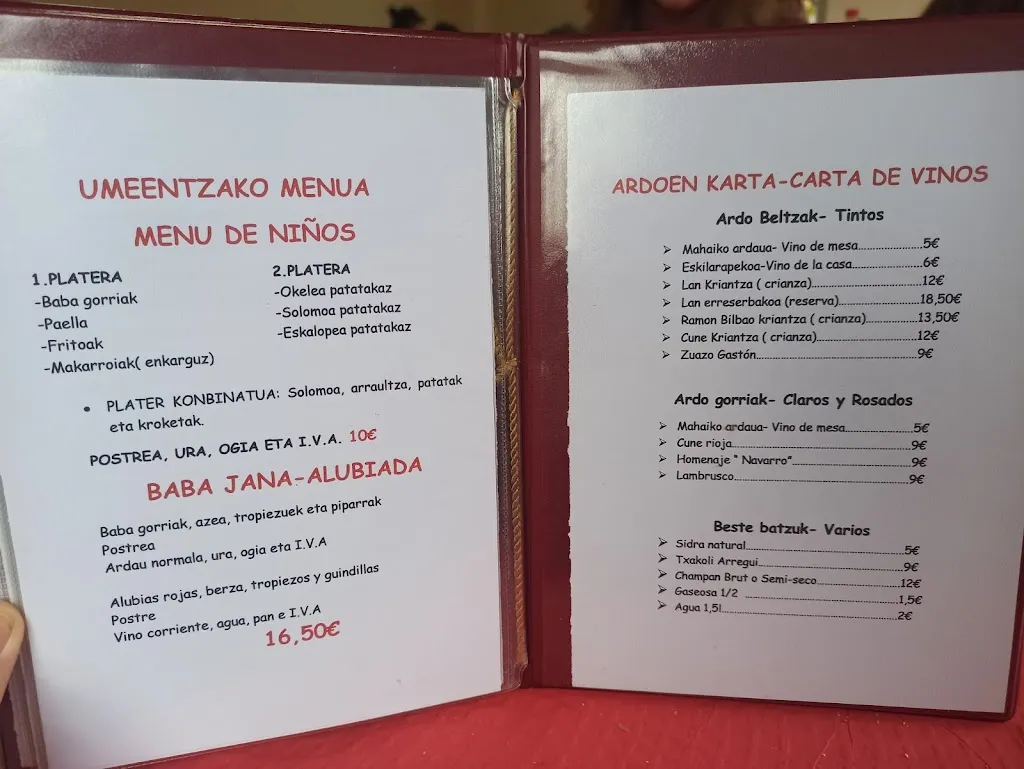 UMEENTZAKO MENUA
MENU DE NIÑOS
1.PLATERA
-Baba gorriak
-Paella
-Fritoak
-Makarroiak( enkarguz)
2.PLATERA
-Okelea patatakaz
-Solomoa patatakaz
-Eskalopea patatakaz
• PLATER KONBINATUA: Solomoa, arraultza, patatak
eta kroketak.
POSTREA, URA, OGIA ETA I.V.A. 10€
BABA JANA-ALUBIADA
Baba gorriak, azea, tropiezuek eta piparrak
Postrea
Ardau normala, ura, ogia eta I.V.A
Alubias rojas, berza, tropiezos y guindillas
Postre
Vino corriente, agua, pan e I.V.A
16,50€
ARDOEN KARTA-CARTA DE VINOS
Ardo Beltzak- Tintos
➢ Mahaiko ardaua- Vino de mesa......................5€
➢ Eskilarapekoa-Vino de la casa........................6€
➢ Lan Kriantza ( crianza)....................................12€
➢ Lan erreserbakoa (reserva)...........................18,50€
➢ Ramon Bilbao kriantza ( crianza)...................13,50€
➢ Cune Kriantza ( crianza)..................................12€
➢ Zuazo Gastón......................................................9€
Ardo gorriak- Claros y Rosados
➢ Mahaiko ardaua- Vino de mesa......................5€
➢ Cune rioja............................................................9€
➢ Homenaje " Navarro"........................................9€
➢ Lambrusco...........................................................9€
Beste batzuk- Varios
➢ Sidra natural......................................................5€
➢ Txakoli Arregui..................................................9€
➢ Champan Brut o Semi-seco............................12€
➢ Gaseosa 1/2 ......................................................1,5€
➢ Agua 1,5l..............................................................2€